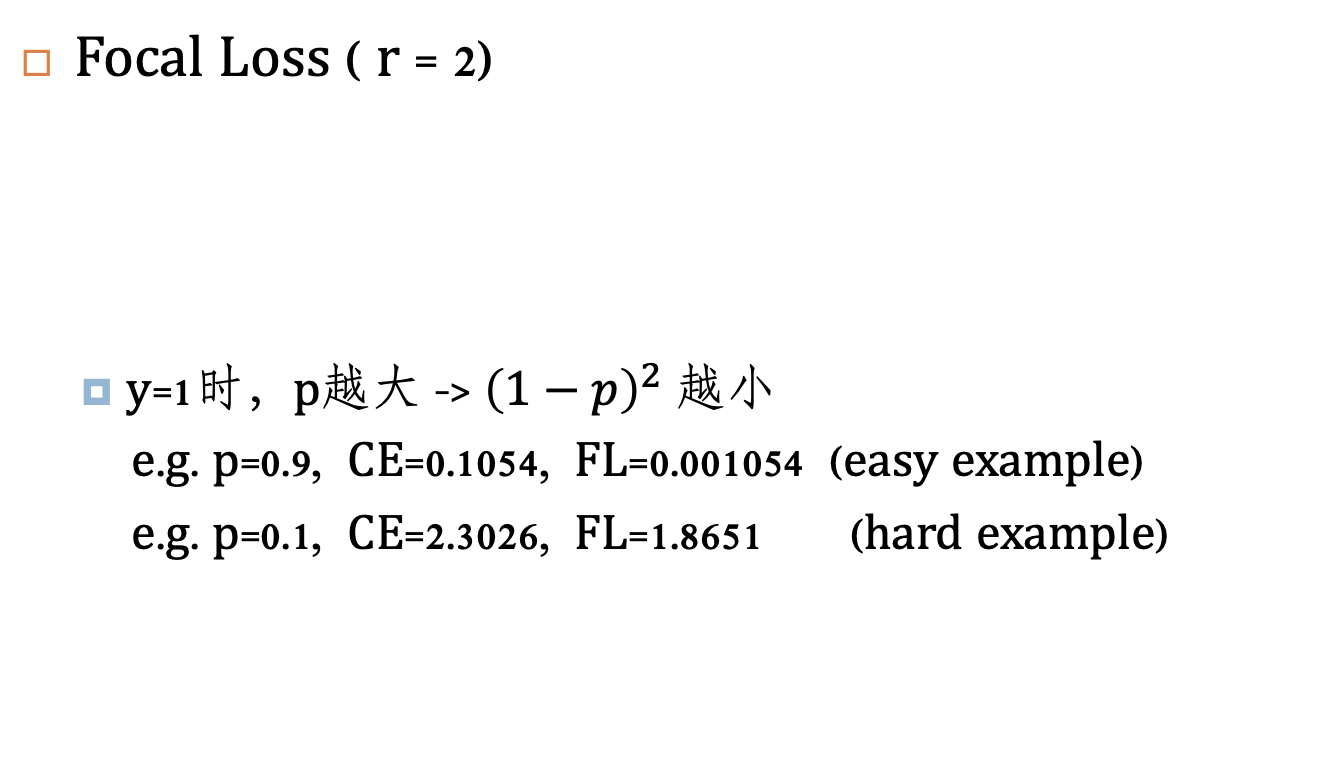 Focal Loss ( r = 2)
y=1时，p越大 -> (1 − p)² 越小
e.g. p=0.9, CE=0.1054, FL=0.001054 (easy example)
e.g. p=0.1, CE=2.3026, FL=1.8651 (hard example)